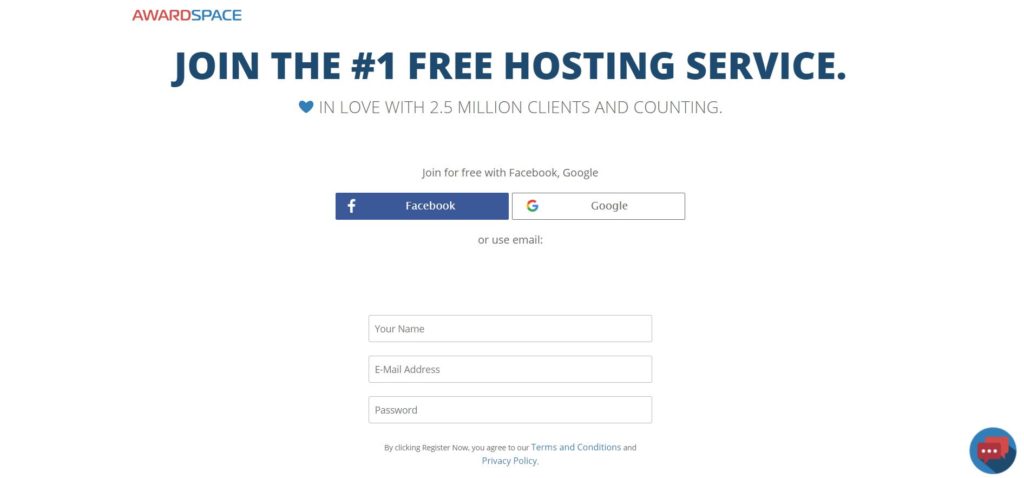 AWARDSPACE
JOIN THE #1 FREE HOSTING SERVICE.
IN LOVE WITH 2.5 MILLION CLIENTS AND COUNTING.
Join for free with Facebook, Google
Facebook
Google
or use email:
Your Name
E-Mail Address
Password
By clicking Register Now, you agree to our Terms and Conditions and
Privacy Policy.